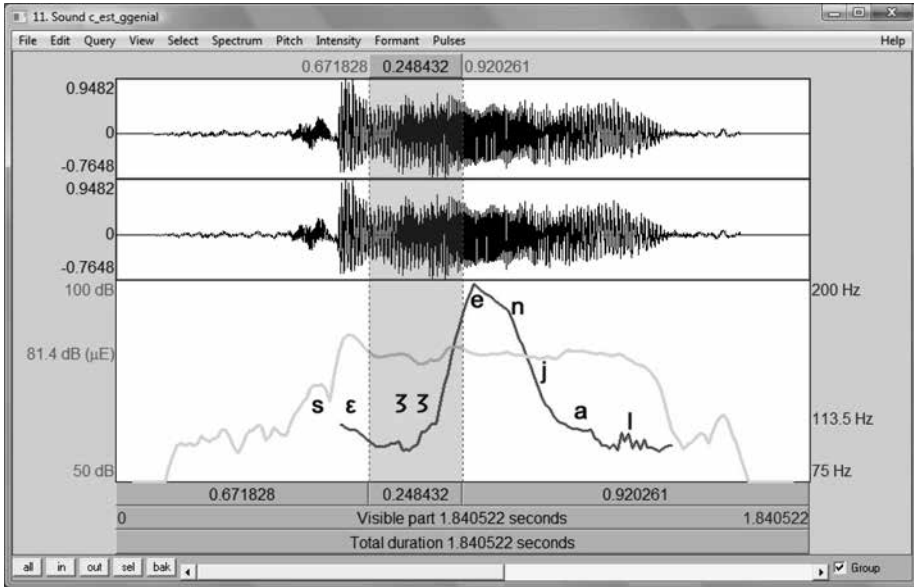 11. Sound c_est_ggenial
File Edit Query View Select Spectrum Pitch Intensity Formant Pulses Help
0.671828 0.248432 0.920261
0.9482
0
-0.7648
0.9482
0
-0.7648
100 dB 200 Hz
81.4 dB (µE)
e n
j
s ɛ ʒ ʒ a l
113.5 Hz
50 dB 75 Hz
0.671828 0.248432 0.920261
0 Visible part 1.840522 seconds 1.840522
Total duration 1.840522 seconds
all in out sel bak Group